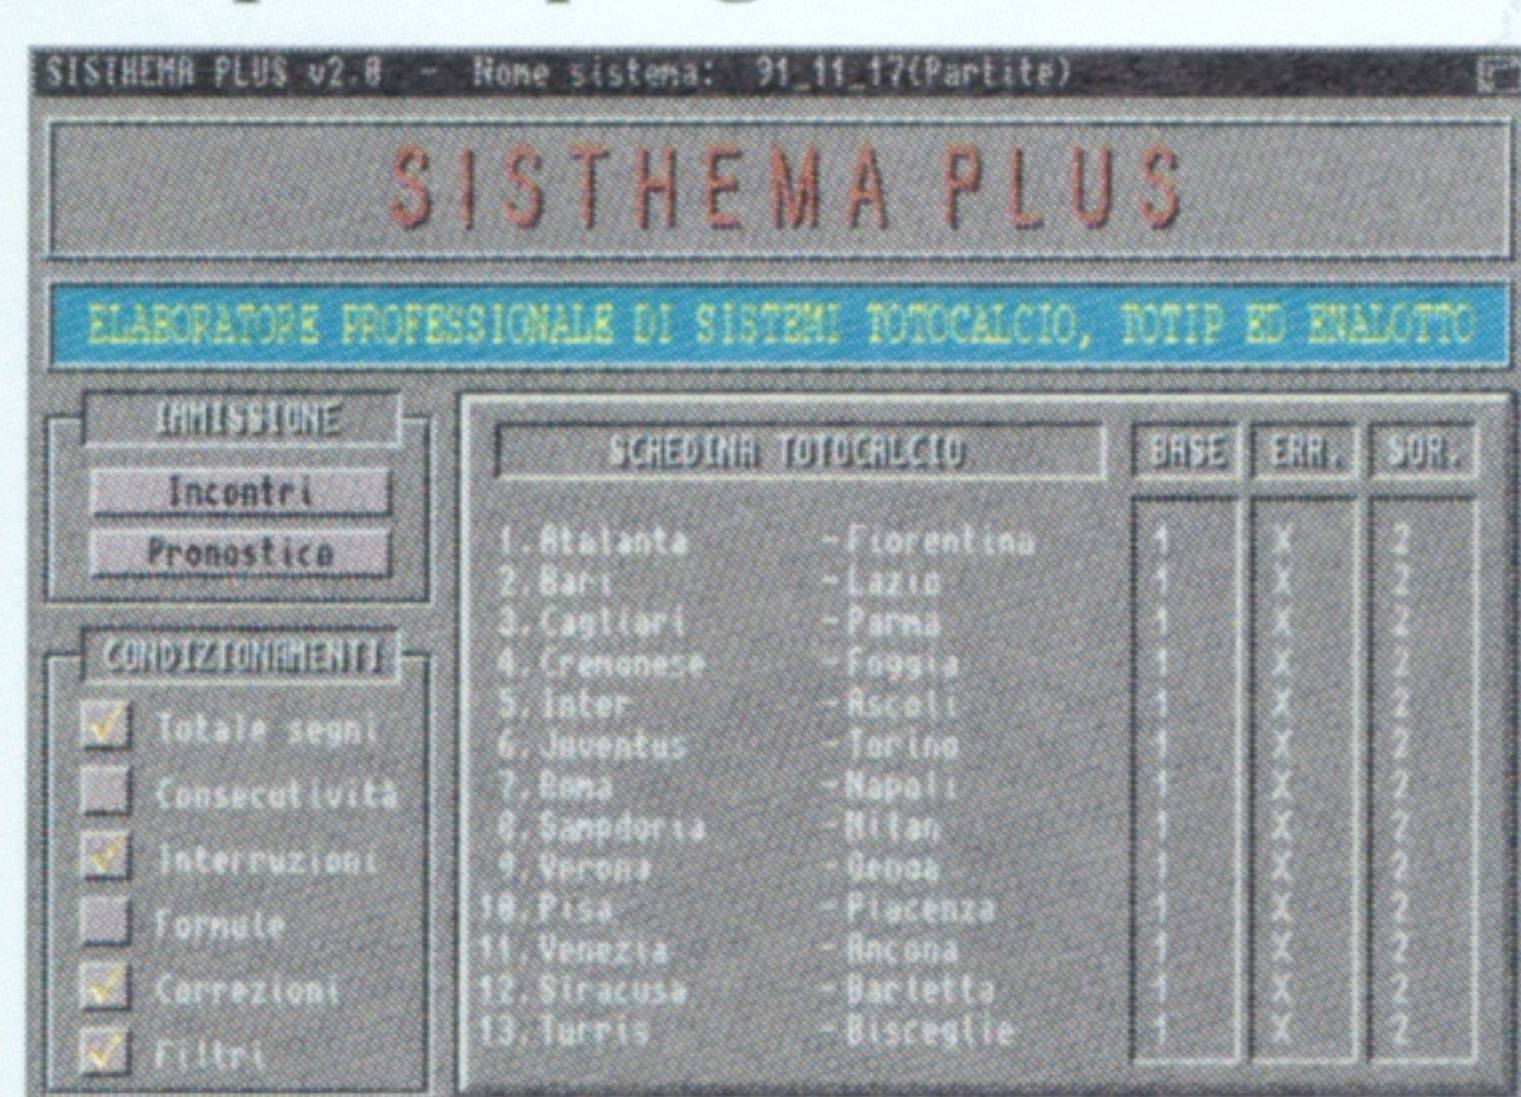 SISTHEMA PLUS v2.0 - Nome sistema: 91_11_17(Partite)
SISTHEMA PLUS
ELABORATORE PROFESSIONALE DI SISTEMI TOTOCALCIO, TOTIP ED ENALOTTO
IMMISSIONE
Incontri
Pronostico
CONDIZIONAMENTI
Totale segni
Consecutività
Interruzioni
Formule
Correzioni
Filtri
SCHEDINA TOTOCALCIO BASE ERR. SOR.
1.Atalanta -Fiorentina 1 X 2
2.Bari -Lazio 1 X 2
3.Cagliari -Parma 1 X 2
4.Cremonese -Foggia 1 X 2
5.Inter -Ascoli 1 X 2
6.Juventus -Torino 1 X 2
7.Roma -Napoli 1 X 2
8.Sampdoria -Milan 1 X 2
9.Verona -Genoa 1 X 2
10.Pisa -Piacenza 1 X 2
11.Venezia -Ancona 1 X 2
12.Siracusa -Barletta 1 X 2
13.Turris -Bisceglie 1 X 2